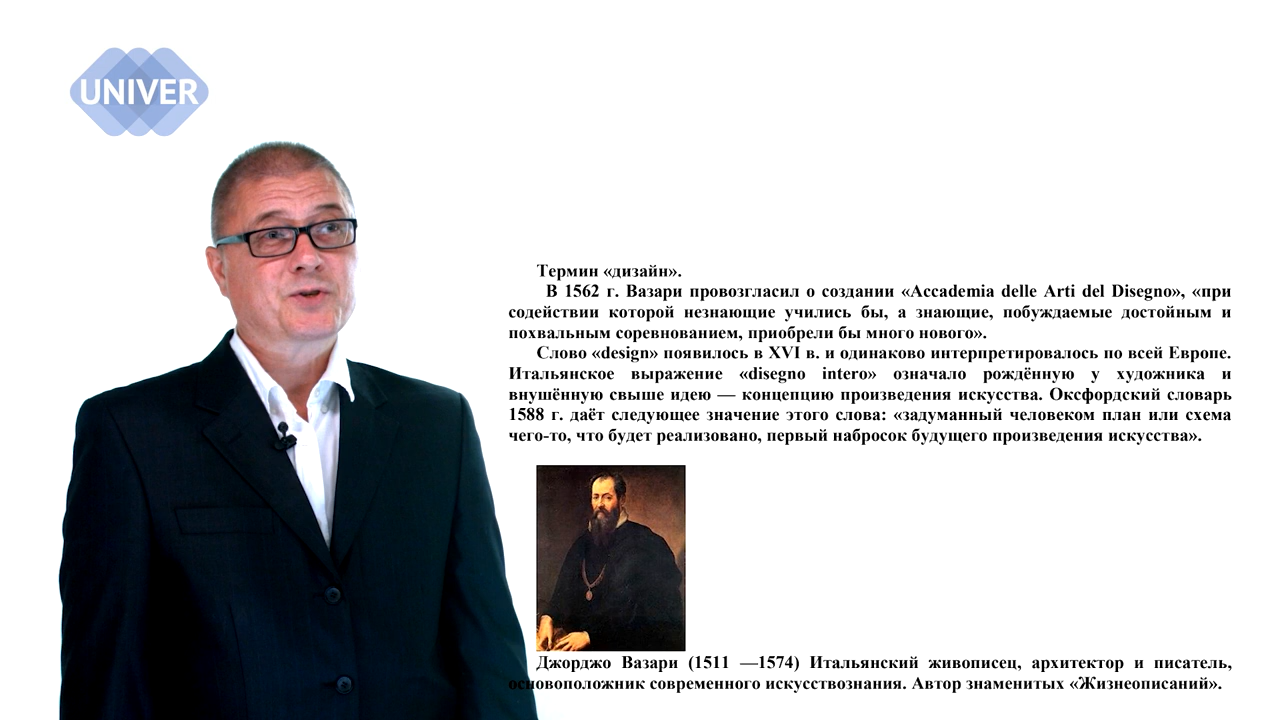 UNIVER
Термин «дизайн».
В 1562 г. Вазари провозгласил о создании «Accademia delle Arti del Disegno», «при
содействии которой незнающие учились бы, а знающие, побуждаемые достойным и
похвальным соревнованием, приобрели бы много нового».
Слово «design» появилось в XVI в. и одинаково интерпретировалось по всей Европе.
Итальянское выражение «disegno intero» означало рождённую у художника и
внушённую свыше идею — концепцию произведения искусства. Оксфордский словарь
1588 г. даёт следующее значение этого слова: «задуманный человеком план или схема
чего-то, что будет реализовано, первый набросок будущего произведения искусства».
Джорджо Вазари (1511 —1574) Итальянский живописец, архитектор и писатель,
основоположник современного искусствознания. Автор знаменитых «Жизнеописаний».